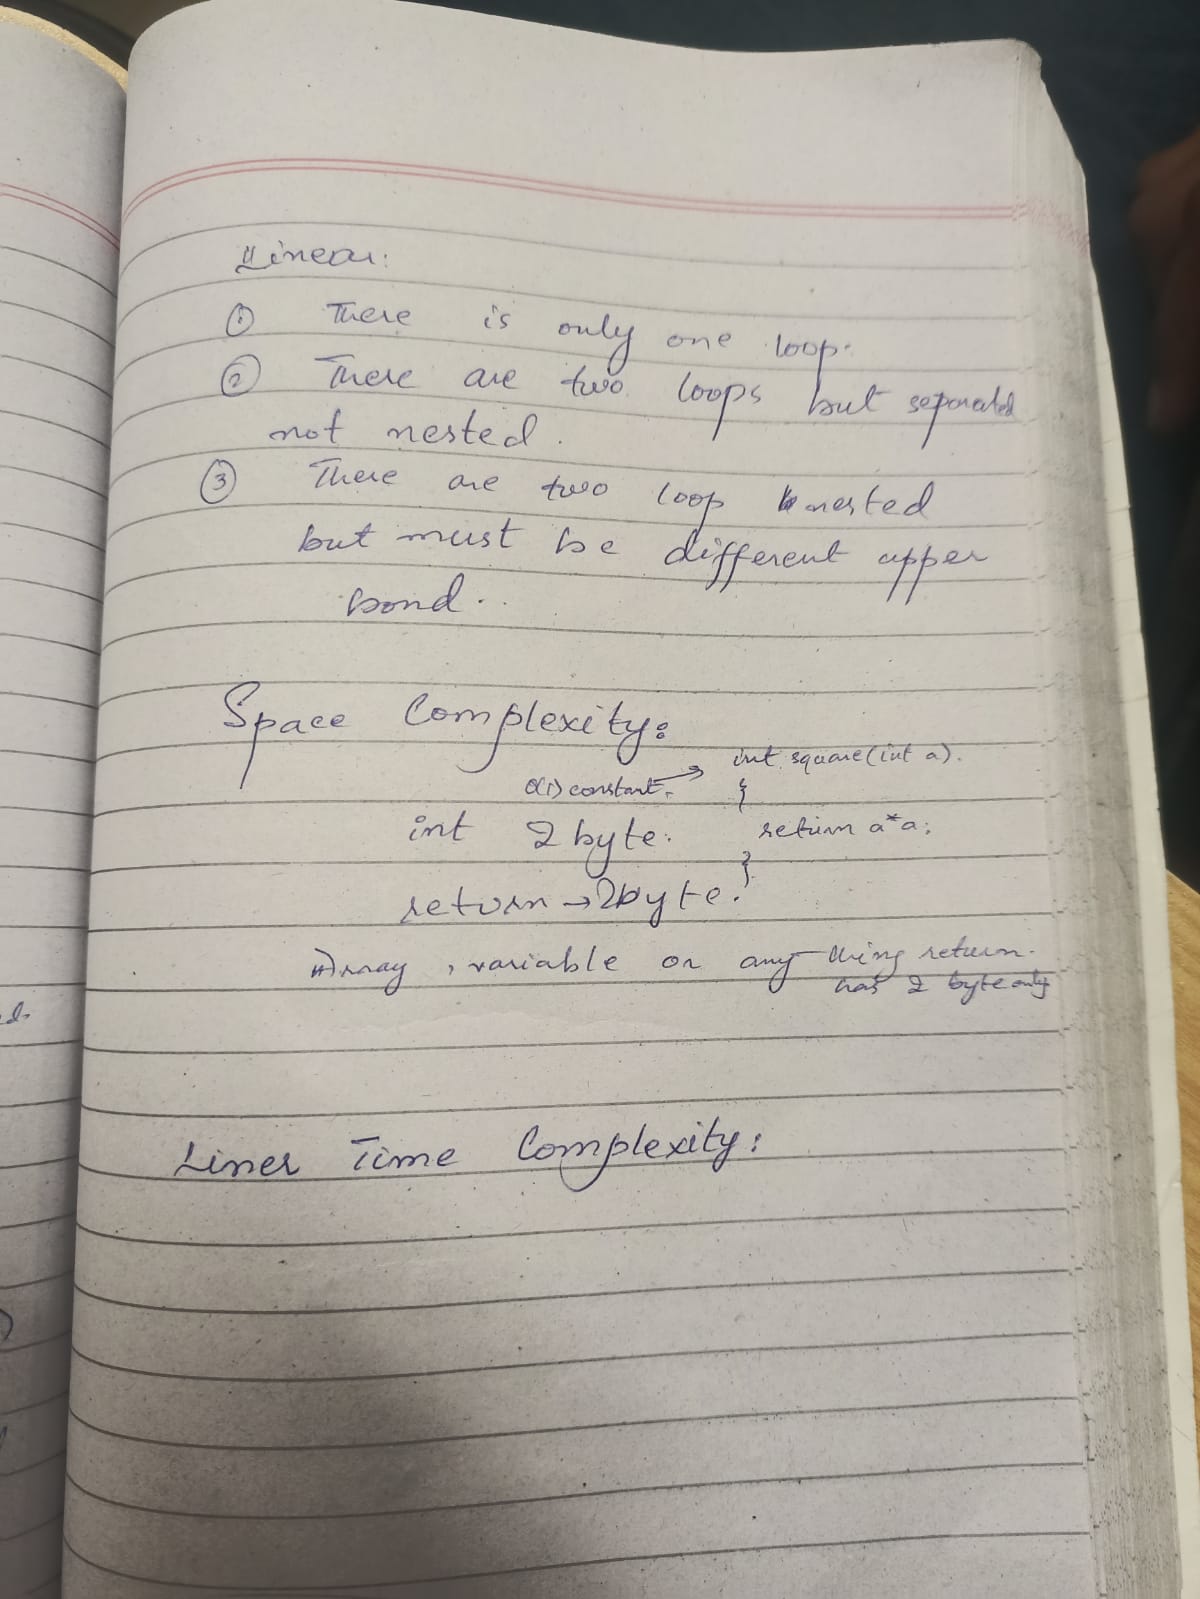 Linear:
① There is only one loop.
② There are two loops but separated
not nested.
③ There are two loop nested
but must be different upper
bond..
Space Complexity:
int square(int a).
O(1) constant. → {
int 2 byte. return a*a;
}
return → 2byte.
Array, variable or any thing return.
has 2 byte only
Liner Time Complexity: